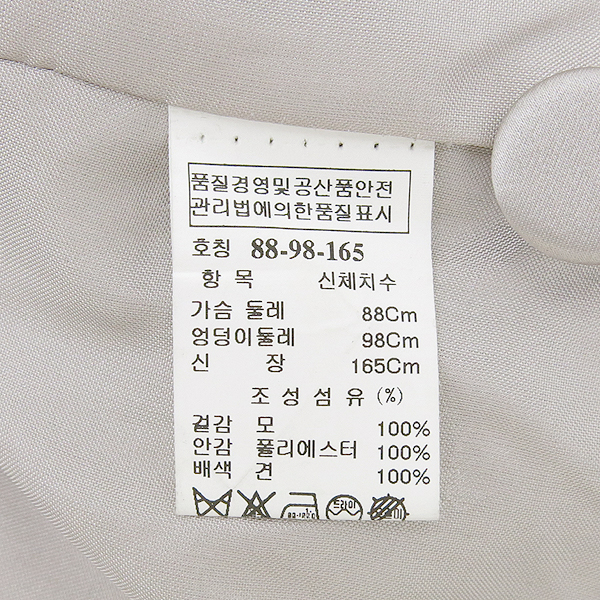 품질경영및공산품안전
관리법에의한품질표시
호칭 88-98-165
항 목 신체치수
가슴 둘레 88Cm
엉덩이둘레 98Cm
신 장 165Cm
조 성 섬 유 (%)
겉감 모 100%
안감 폴리에스터 100%
배색 견 100%
드라이